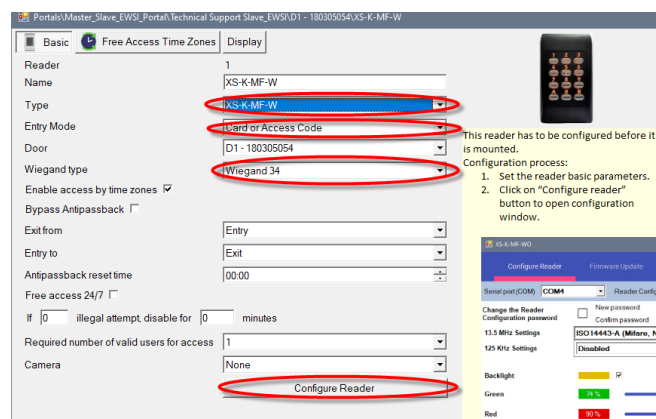 Portals\Master_Slave_EWSI_Portal\Technical Support Slave_EWSI\D1 - 180305054\XS-K-MF-W
Basic Free Access Time Zones Display
Reader 1
Name XS-K-MF-W
Type XS-K-MF-W
Entry Mode Card or Access Code
Door D1 - 180305054
Wiegand type Wiegand 34
Enable access by time zones
Bypass Antipassback
Exit from Entry
Entry to Exit
Antipassback reset time 00:00
Free access 24/7
If 0 illegal attempt, disable for 0 minutes
Required number of valid users for access 1
Camera None
Configure Reader
This reader has to be configured before it
is mounted.
Configuration process:
1. Set the reader basic parameters.
2. Click on "Configure reader"
button to open configuration
window.
XS-K-MF-WO
Configure Reader Firmware Update
Serial port (COM) COM4 Reader Config
Change the Reader
Configuration password
New password
Confirm password
13.5 MHz Settings ISO14443-A (Mifare, N
125 KHz Settings Disabled
Backlight
Green 74 %
Red 90 %